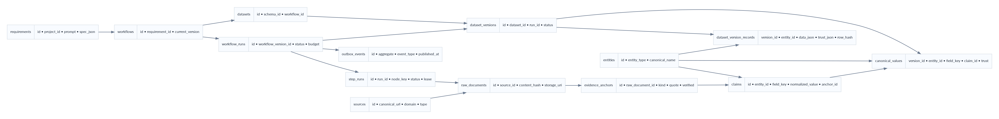 requirements id • project_id • prompt • spec_json
workflows id • requirement_id • current_version
datasets id • schema_id • workflow_id
workflow_runs id • workflow_version_id • status • budget
outbox_events id • aggregate • event_type • published_at
step_runs id • run_id • node_key • status • lease
sources id • canonical_url • domain • type
dataset_versions id • dataset_id • run_id • status
raw_documents id • source_id • content_hash • storage_uri
entities id • entity_type • canonical_name
evidence_anchors id • raw_document_id • kind • quote • verified
dataset_version_records version_id • entity_id • data_json • trust_json • row_hash
claims id • entity_id • field_key • normalized_value • anchor_id
canonical_values version_id • entity_id • field_key • claim_id • trust